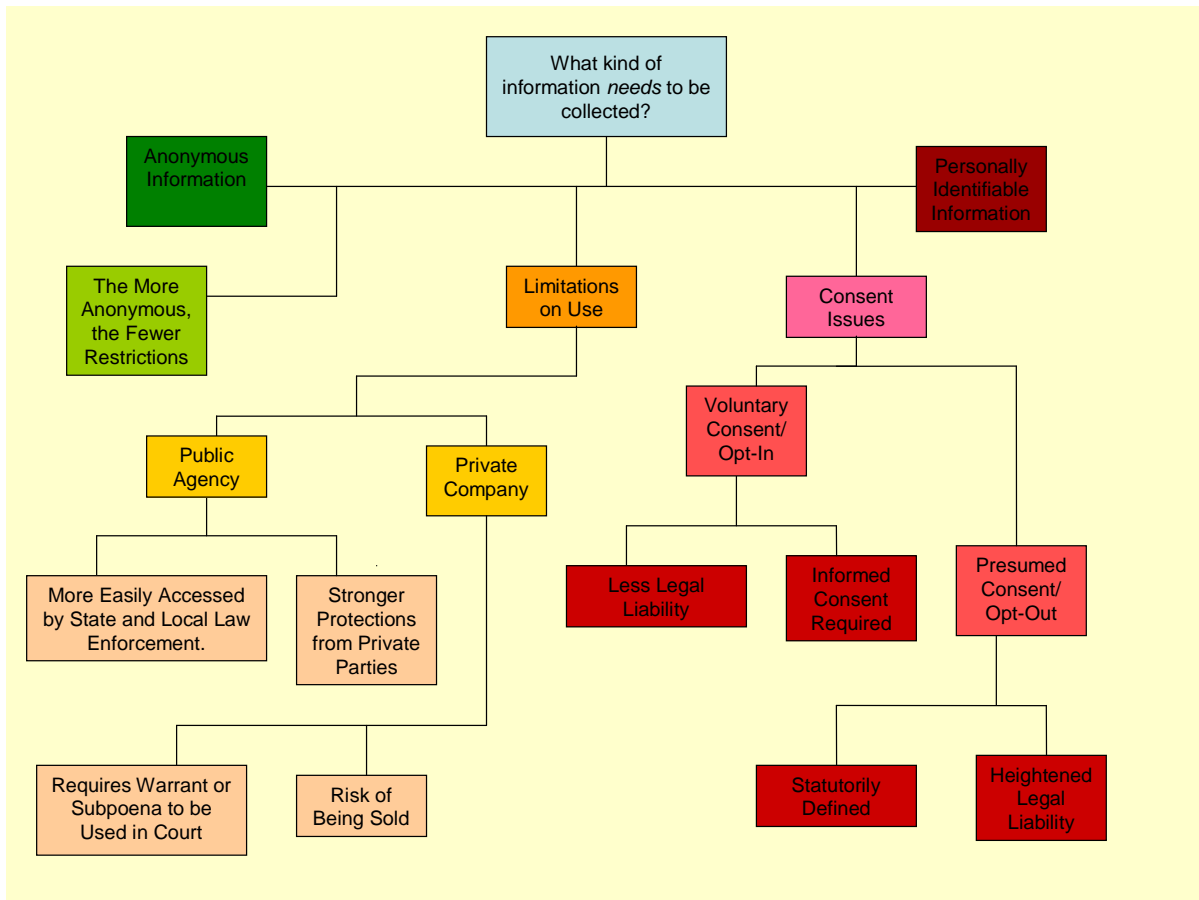 What kind of
information needs to be
collected?
Anonymous
Information
Personally
Identifiable
Information
The More
Anonymous,
the Fewer
Restrictions
Limitations
on Use
Consent
Issues
Voluntary
Consent/
Opt-In
Public
Agency
Private
Company
Less Legal
Liability
Informed
Consent
Required
Presumed
Consent/
Opt-Out
More Easily Accessed
by State and Local Law
Enforcement.
Stronger
Protections
from Private
Parties
Requires Warrant or
Subpoena to be
Used in Court
Risk of
Being Sold
Statutorily
Defined
Heightened
Legal
Liability